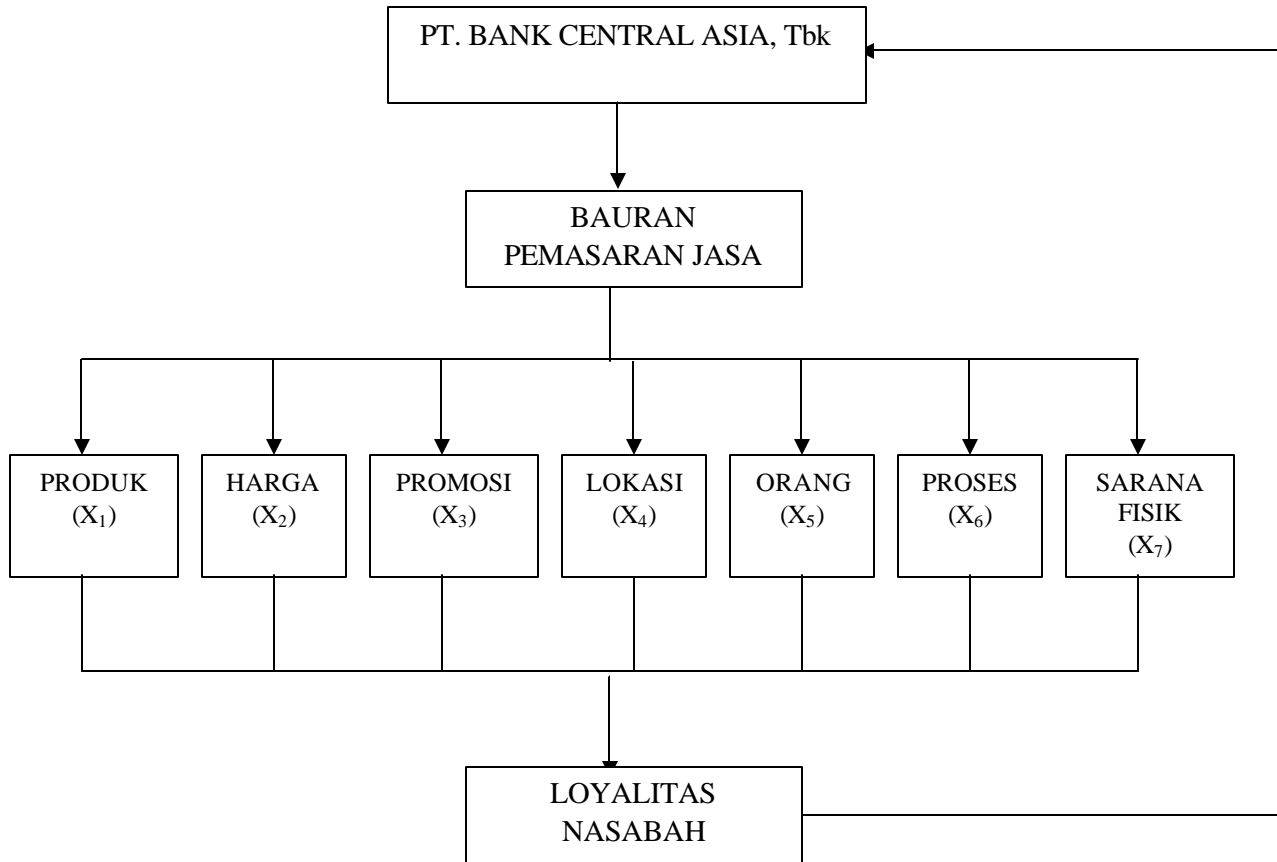 PT. BANK CENTRAL ASIA, Tbk
BAURAN
PEMASARAN JASA
PRODUK
(X₁)
HARGA
(X₂)
PROMOSI
(X₃)
LOKASI
(X₄)
ORANG
(X₅)
PROSES
(X₆)
SARANA
FISIK
(X₇)
LOYALITAS
NASABAH